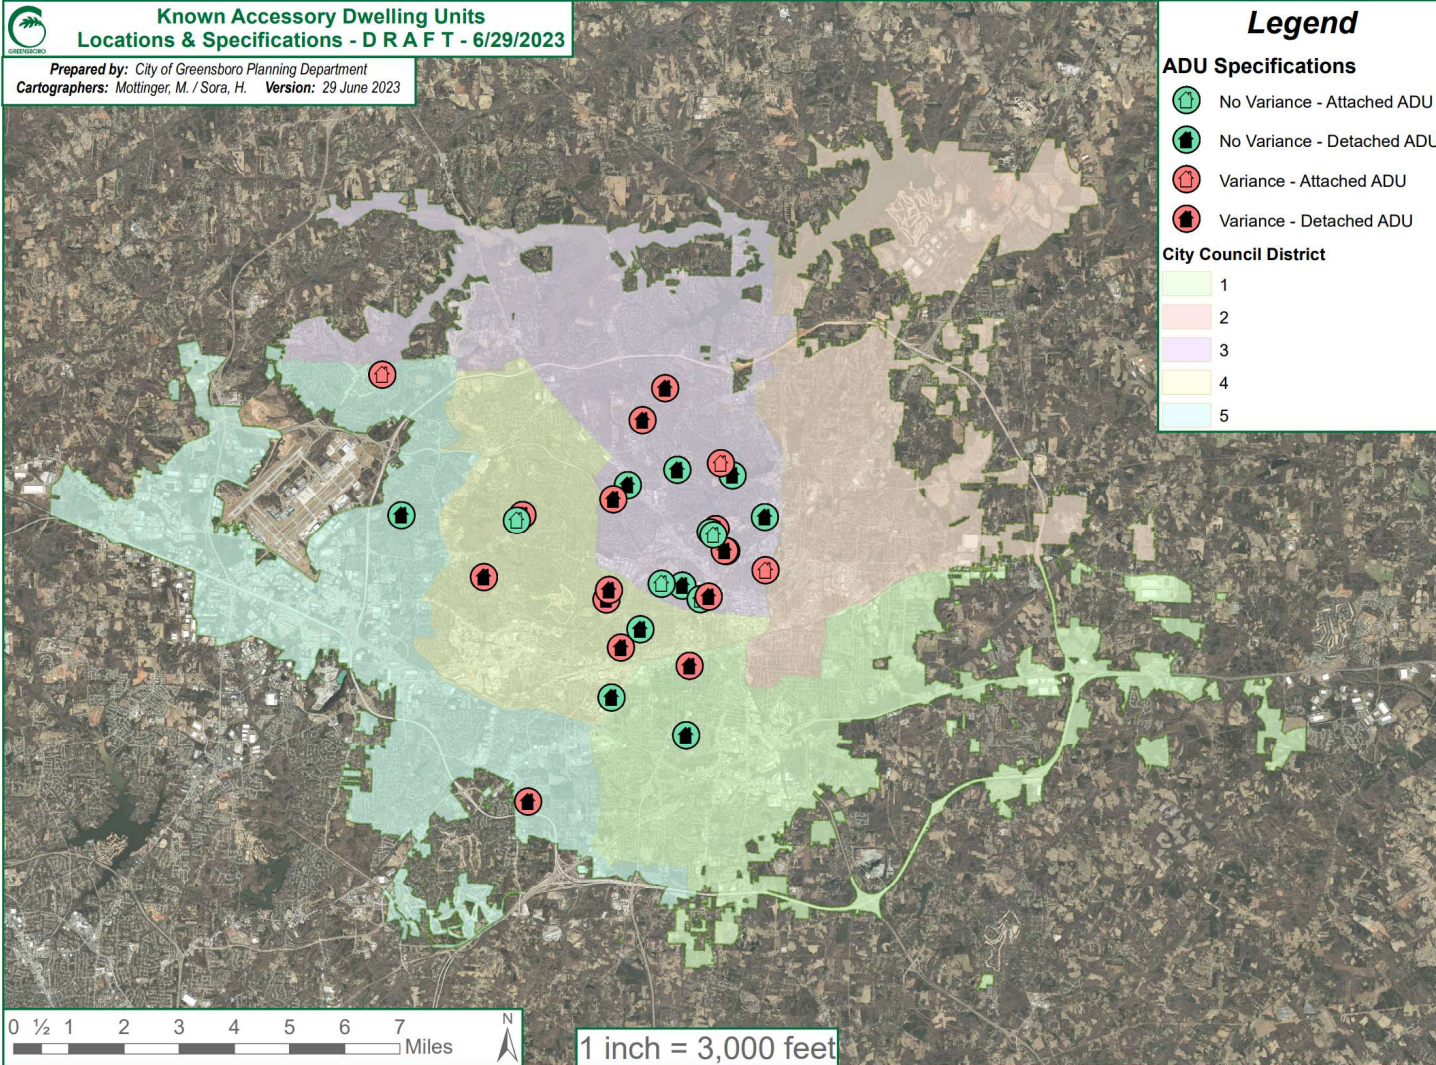 GREENSBORO
Known Accessory Dwelling Units
Locations & Specifications - D R A F T - 6/29/2023
Prepared by: City of Greensboro Planning Department
Cartographers: Mottinger, M. / Sora, H. Version: 29 June 2023
Legend
ADU Specifications
No Variance - Attached ADU
No Variance - Detached ADU
Variance - Attached ADU
Variance - Detached ADU
City Council District
1
2
3
4
5
0 ½ 1 2 3 4 5 6 7
Miles
N
1 inch = 3,000 feet